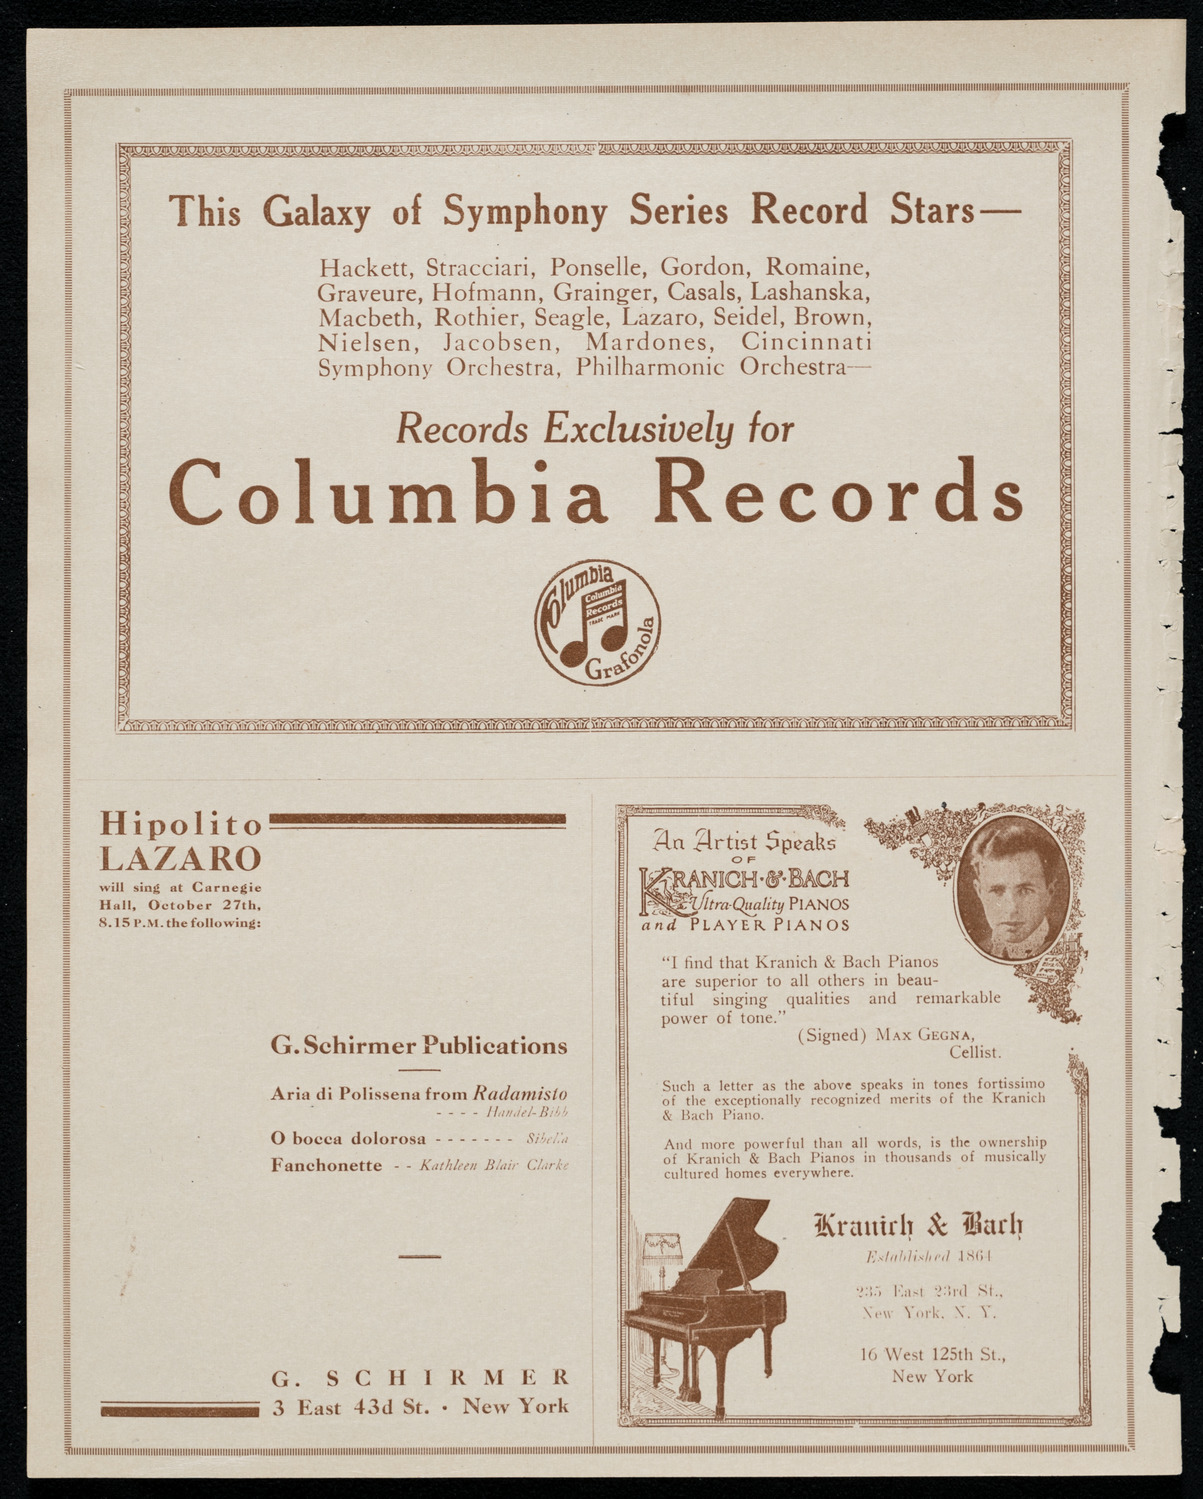 This Galaxy of Symphony Series Record Stars—
Hackett, Stracciari, Ponselle, Gordon, Romaine,
Graveure, Hofmann, Grainger, Casals, Lashanska,
Macbeth, Rothier, Seagle, Lazaro, Seidel, Brown,
Nielsen, Jacobsen, Mardones, Cincinnati
Symphony Orchestra, Philharmonic Orchestra—
Records Exclusively for
Columbia Records
Columbia
Columbia
Records
TRADE MARK
Grafonola
Hipolito
LAZARO
will sing at Carnegie
Hall, October 27th,
8.15 P.M. the following:
G. Schirmer Publications
Aria di Polissena from Radamisto
- - - - Handel-Bibb
O bocca dolorosa - - - - - - - Sibella
Fanchonette - - Kathleen Blair Clarke
G. SCHIRMER
3 East 43d St. · New York
An Artist Speaks
OF
KRANICH·&·BACH
Ultra-Quality PIANOS
and PLAYER PIANOS
"I find that Kranich & Bach Pianos
are superior to all others in beau-
tiful singing qualities and remarkable
power of tone."
(Signed) MAX GEGNA,
Cellist.
Such a letter as the above speaks in tones fortissimo
of the exceptionally recognized merits of the Kranich
& Bach Piano.
And more powerful than all words, is the ownership
of Kranich & Bach Pianos in thousands of musically
cultured homes everywhere.
Kranich & Bach
Established 1864
235 East 23rd St.,
New York, N. Y.
16 West 125th St.,
New York